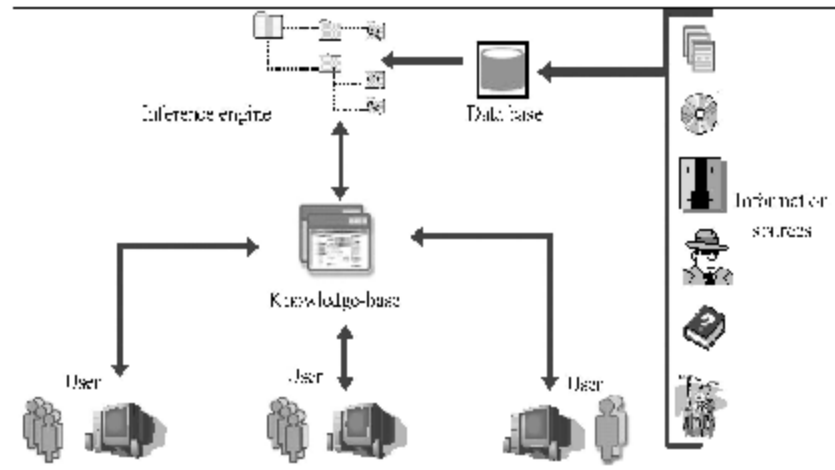 Inference engine
Data base
Information
sources
Knowledge-base
User
User
User